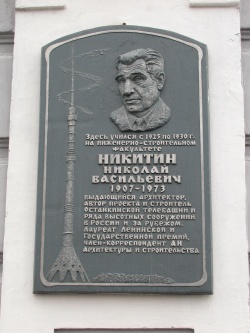 Здесь учился с 1925 по 1930 г.
на инженерно-строительном
факультете
НИКИТИН
НИКОЛАЙ
ВАСИЛЬЕВИЧ
1907-1973
выдающийся архитектор,
автор проекта и строитель
Останкинской телебашни и
ряда высотных сооружений
в России и за рубежом,
лауреат Ленинской и
Государственной премий,
член-корреспондент АН
Архитектуры и строительства